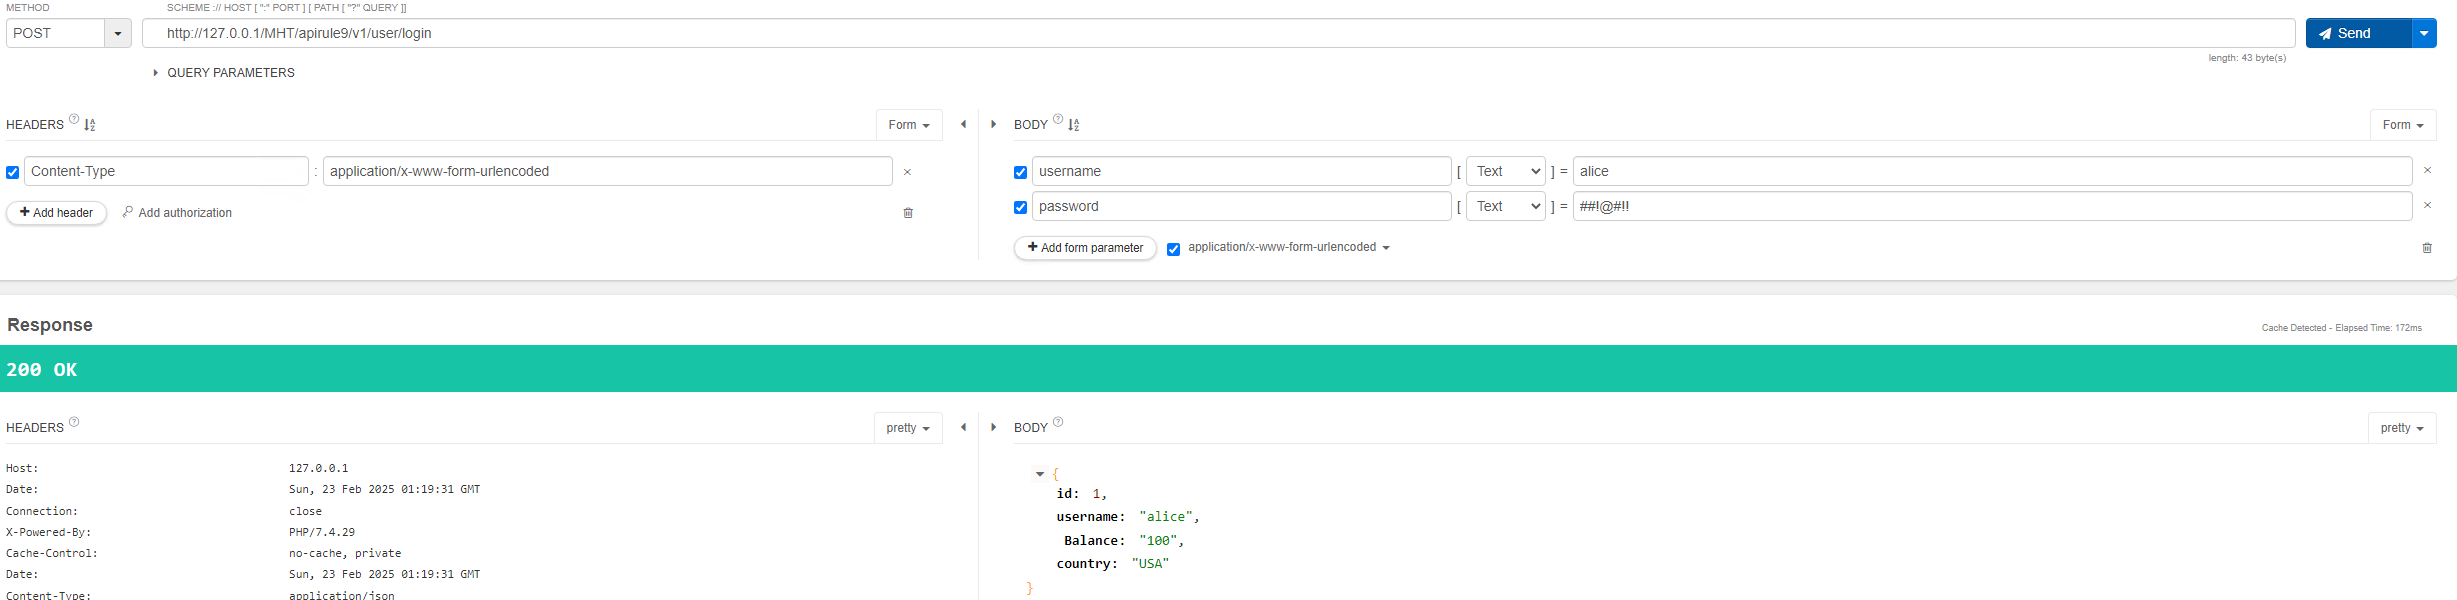 METHOD
SCHEME :// HOST [ ":" PORT ] [ PATH [ "?" QUERY ]]
POST
http://127.0.0.1/MHT/apirule9/v1/user/login
Send
length: 43 byte(s)
QUERY PARAMETERS
HEADERS ? Form
Content-Type : application/x-www-form-urlencoded ×
+ Add header Add authorization
BODY ? Form
username [ Text ] = alice ×
password [ Text ] = ##!@#!! ×
+ Add form parameter application/x-www-form-urlencoded
Response
Cache Detected - Elapsed Time: 172ms
200 OK
HEADERS ? pretty
Host: 127.0.0.1
Date: Sun, 23 Feb 2025 01:19:31 GMT
Connection: close
X-Powered-By: PHP/7.4.29
Cache-Control: no-cache, private
Date: Sun, 23 Feb 2025 01:19:31 GMT
Content-Type: application/json
BODY ? pretty
{
id: 1,
username: "alice",
Balance: "100",
country: "USA"
}